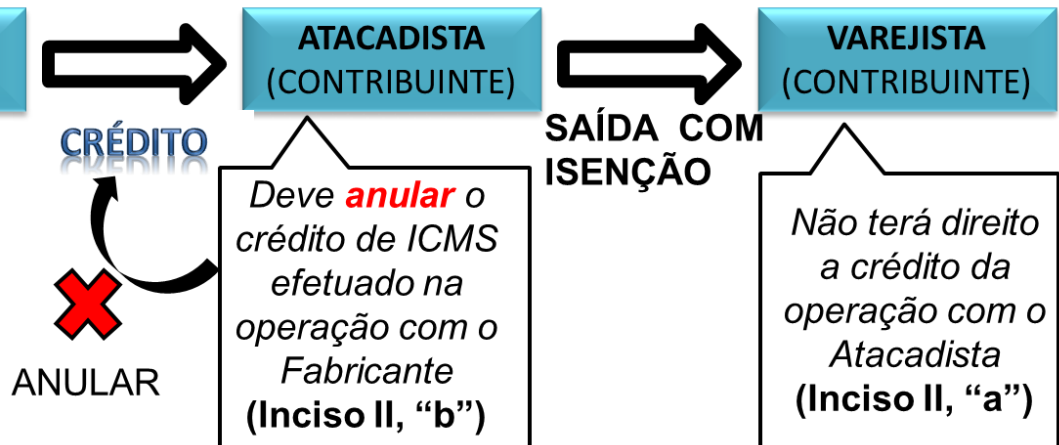 ATACADISTA
(CONTRIBUINTE)
VAREJISTA
(CONTRIBUINTE)
CRÉDITO
SAÍDA COM
ISENÇÃO
Deve anular o
crédito de ICMS
efetuado na
operação com o
Fabricante
(Inciso II, “b”)
Não terá direito
a crédito da
operação com o
Atacadista
(Inciso II, “a”)
ANULAR